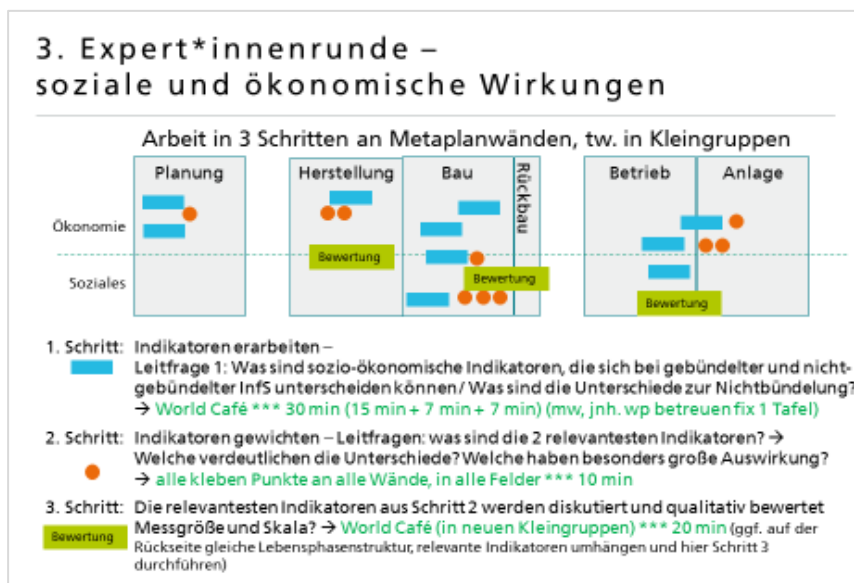 3. Expert*innenrunde –
soziale und ökonomische Wirkungen
Arbeit in 3 Schritten an Metaplanwänden, tw. in Kleingruppen
Planung
Herstellung
Bau
Rückbau
Betrieb
Anlage
Ökonomie
Soziales
Bewertung
Bewertung
Bewertung
1. Schritt: Indikatoren erarbeiten –
Leitfrage 1: Was sind sozio-ökonomische Indikatoren, die sich bei gebündelter und nicht-
gebündelter InfS unterscheiden können/ Was sind die Unterschiede zur Nichtbündelung?
→ World Café *** 30 min (15 min + 7 min + 7 min) (mw, jnh. wp betreuen fix 1 Tafel)
2. Schritt: Indikatoren gewichten – Leitfragen: was sind die 2 relevantesten Indikatoren? →
Welche verdeutlichen die Unterschiede? Welche haben besonders große Auswirkung?
→ alle kleben Punkte an alle Wände, in alle Felder *** 10 min
3. Schritt: Die relevantesten Indikatoren aus Schritt 2 werden diskutiert und qualitativ bewertet
Bewertung
Messgröße und Skala? → World Café (in neuen Kleingruppen) *** 20 min (ggf. auf der
Rückseite gleiche Lebensphasenstruktur, relevante Indikatoren umhängen und hier Schritt 3
durchführen)